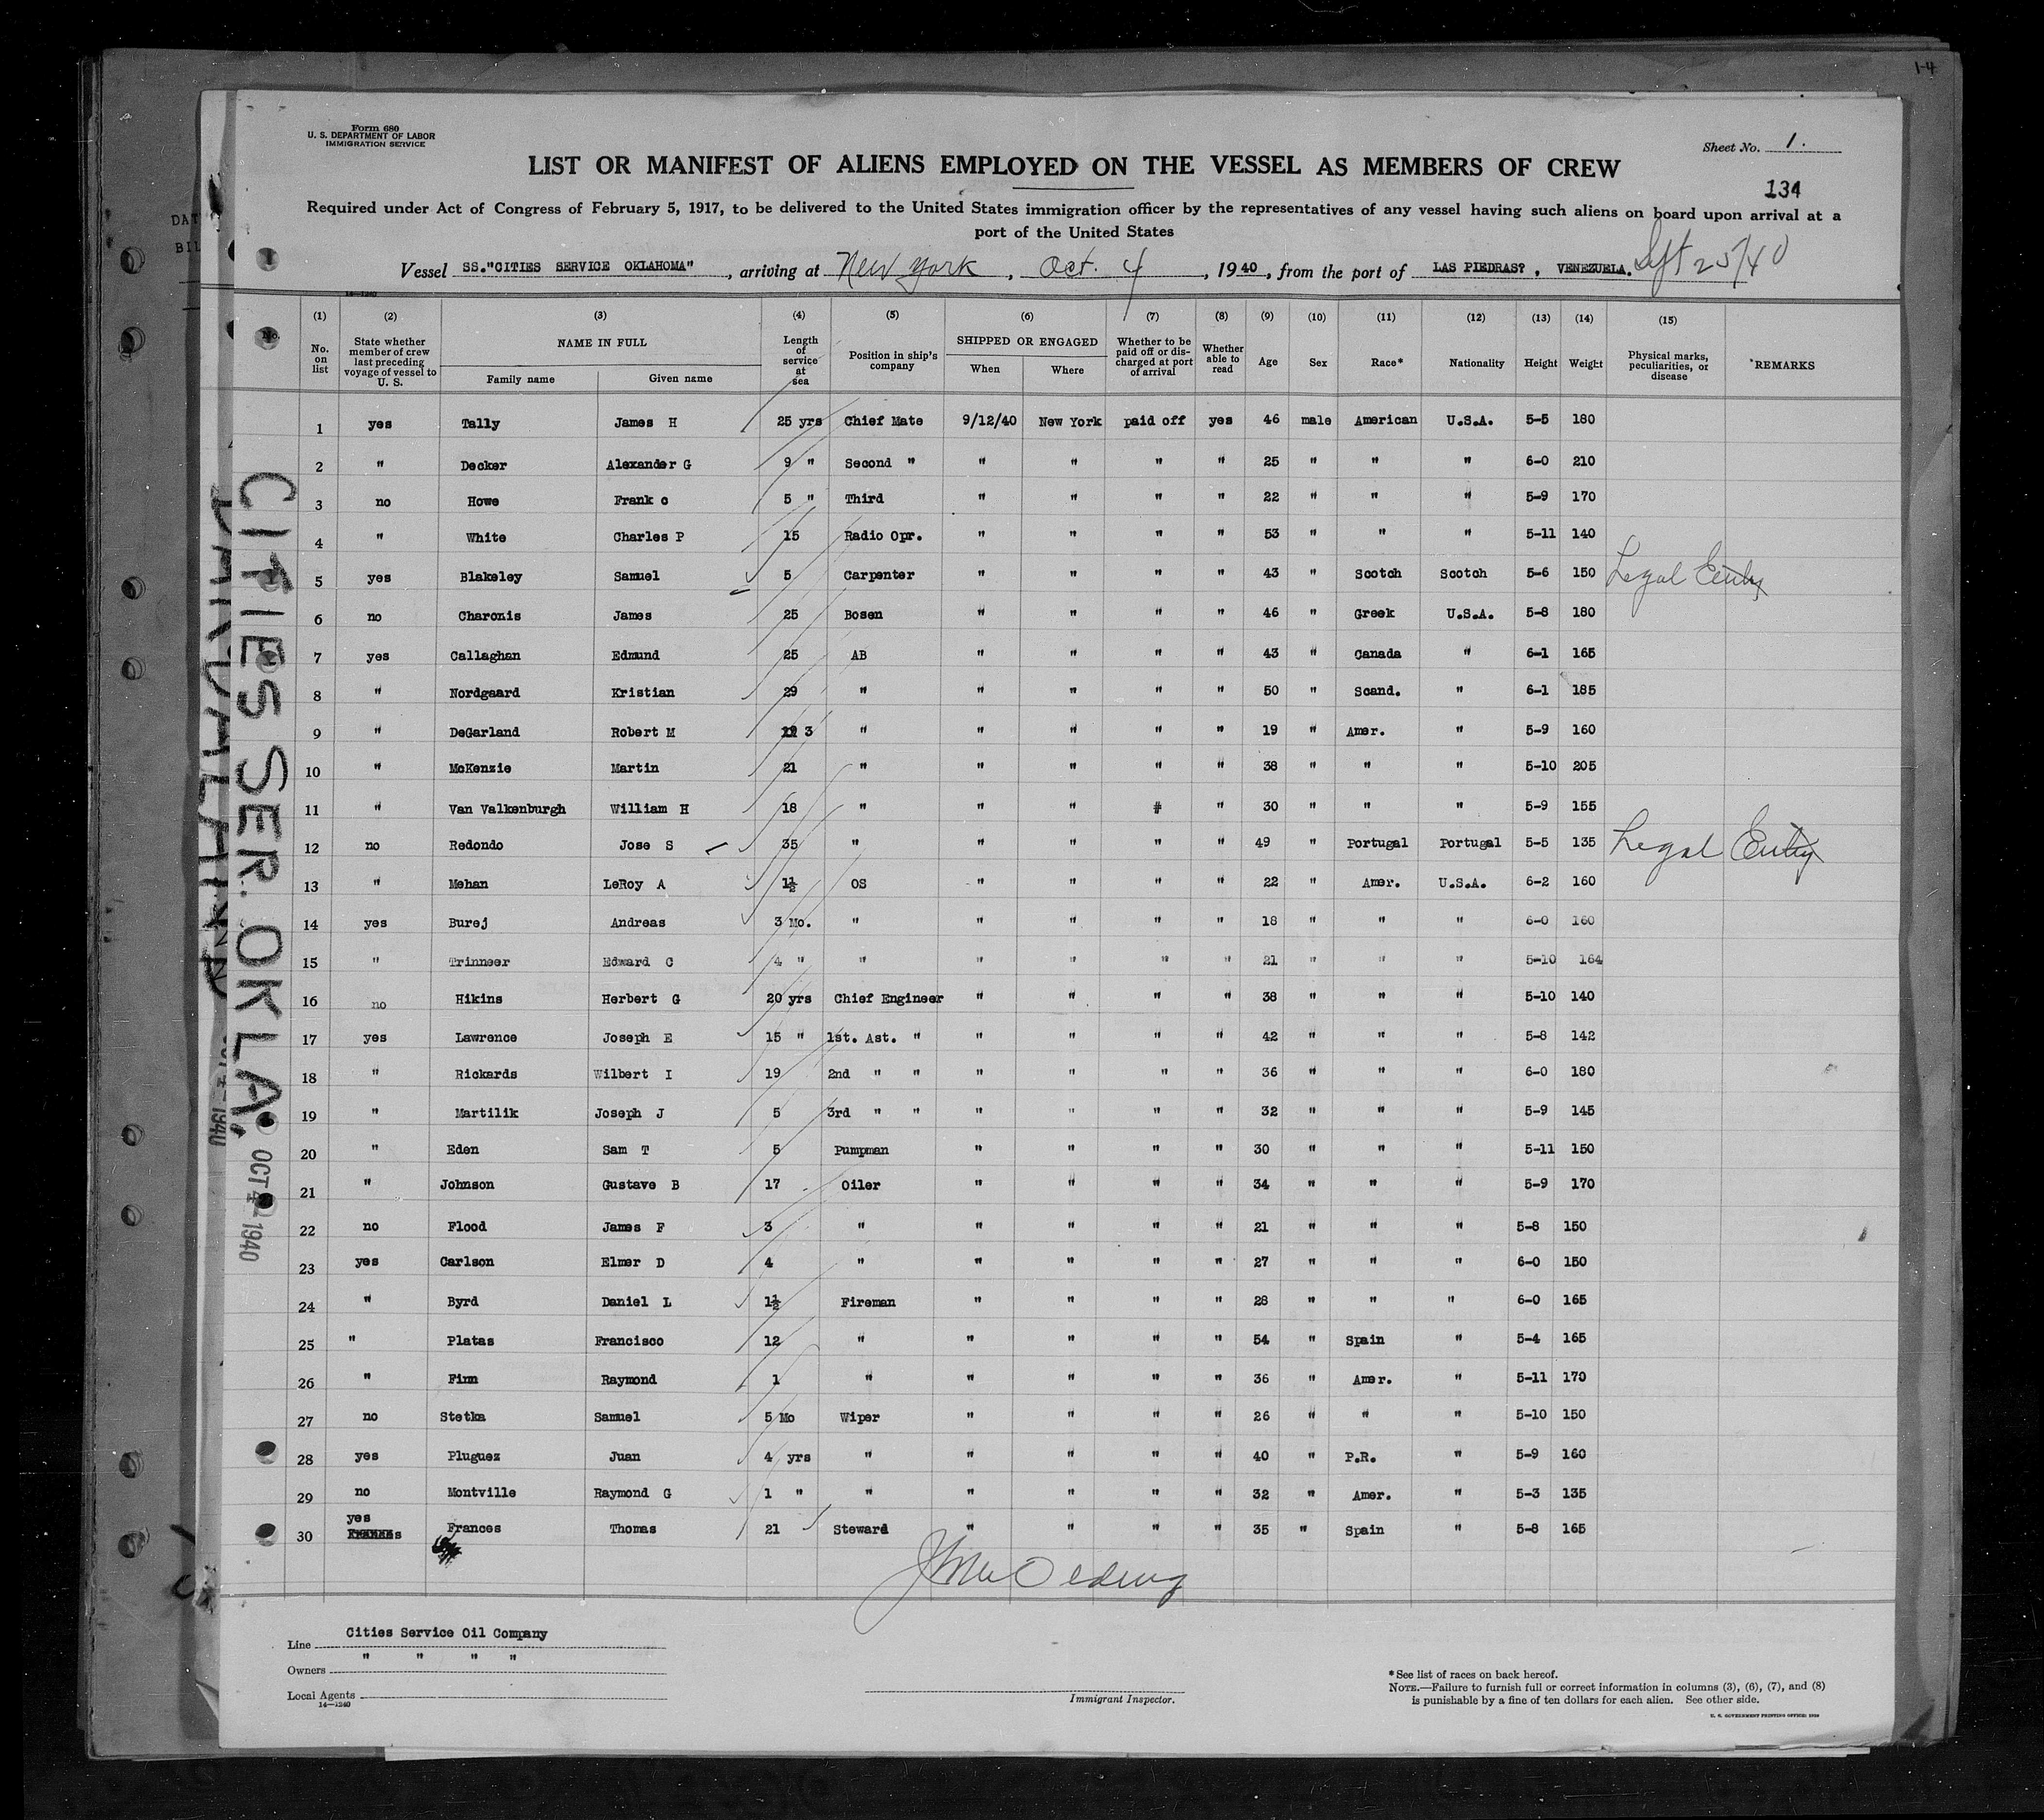 1-4
Form 680
U. S. DEPARTMENT OF LABOR
IMMIGRATION SERVICE
Sheet No. 1.
LIST OR MANIFEST OF ALIENS EMPLOYED ON THE VESSEL AS MEMBERS OF CREW
134
Required under Act of Congress of February 5, 1917, to be delivered to the United States immigration officer by the representatives of any vessel having such aliens on board upon arrival at a
port of the United States
Vessel SS."CITIES SERVICE OKLAHOMA", arriving at New York, Oct. 4, 1940, from the port of LAS PIEDRAS?, VENEZUELA. Sept 25/40
14—1240
(1) (2) (3) (4) (5) (6) (7) (8) (9) (10) (11) (12) (13) (14) (15)
No. on list | State whether member of crew last preceding voyage of vessel to U. S. | NAME IN FULL Family name Given name | Length of service at sea | Position in ship's company | SHIPPED OR ENGAGED When Where | Whether to be paid off or discharged at port of arrival | Whether able to read | Age | Sex | Race* | Nationality | Height | Weight | Physical marks, peculiarities, or disease | REMARKS
1 yes Tally James H 25 yrs Chief Mate 9/12/40 New York paid off yes 46 male American U.S.A. 5-5 180
2 " Decker Alexander G 9 " Second " " " " " 25 " " " 6-0 210
3 no Howe Frank c 5 " Third " " " " 22 " " " 5-9 170
4 " White Charles P 15 Radio Opr. " " " " 53 " " " 5-11 140
5 yes Blakeley Samuel 5 Carpenter " " " " 43 " Scotch Scotch 5-6 150 Legal Entry
6 no Charonis James 25 Bosen " " " " 46 " Greek U.S.A. 5-8 180
7 yes Callaghan Edmund 25 AB " " " " 43 " Canada " 6-1 165
8 " Nordgaard Kristian 29 " " " " " 50 " Scand. " 6-1 185
9 " DeGarland Robert M 3 " " " " " 19 " Amer. " 5-9 160
10 " McKenzie Martin 21 " " " " " 38 " " " 5-10 205
11 " Van Valkenburgh William H 18 " " " # " 30 " " " 5-9 155
12 no Redondo Jose S 35 " " " " " 49 " Portugal Portugal 5-5 135 Legal Entry
13 " Mehan LeRoy A 1½ OS " " " " 22 " Amer. U.S.A. 6-2 160
14 yes Burej Andreas 3 Mo. " " " " " 18 " " " 6-0 160
15 " Trinneer Edward C 4 " " " " " " 21 " " " 5-10 164
16 no Hikins Herbert G 20 yrs Chief Engineer " " " " 38 " " " 5-10 140
17 yes Lawrence Joseph E 15 " 1st. Ast. " " " " " 42 " " " 5-8 142
18 " Rickards Wilbert I 19 2nd " " " " " " 36 " " " 6-0 180
19 " Martilik Joseph J 5 3rd " " " " " " 32 " " " 5-9 145
20 " Eden Sam T 5 Pumpman " " " " 30 " " " 5-11 150
21 " Johnson Gustave B 17 Oiler " " " " 34 " " " 5-9 170
22 no Flood James F 3 " " " " " 21 " " " 5-8 150
23 yes Carlson Elmer D 4 " " " " " 27 " " " 6-0 150
24 " Byrd Daniel L 1½ Fireman " " " " 28 " " " 6-0 165
25 " Platas Francisco 12 " " " " " 54 " Spain " 5-4 165
26 " Finn Raymond 1 " " " " " 36 " Amer. " 5-11 170
27 no Stetka Samuel 5 Mo Wiper " " " " 26 " " " 5-10 150
28 yes Pluguez Juan 4 yrs " " " " " 40 " P.R. " 5-9 160
29 no Montville Raymond G 1 " " " " " " 32 " Amer. " 5-3 135
30 yes Frances Thomas 21 Steward " " " " 35 " Spain " 5-8 165
CITIES SER. OKLA.
OCT 4 - 1940
Line Cities Service Oil Company
Owners " " " "
Local Agents
14—1240
Immigrant Inspector.
*See list of races on back hereof.
NOTE.—Failure to furnish full or correct information in columns (3), (6), (7), and (8)
is punishable by a fine of ten dollars for each alien. See other side.